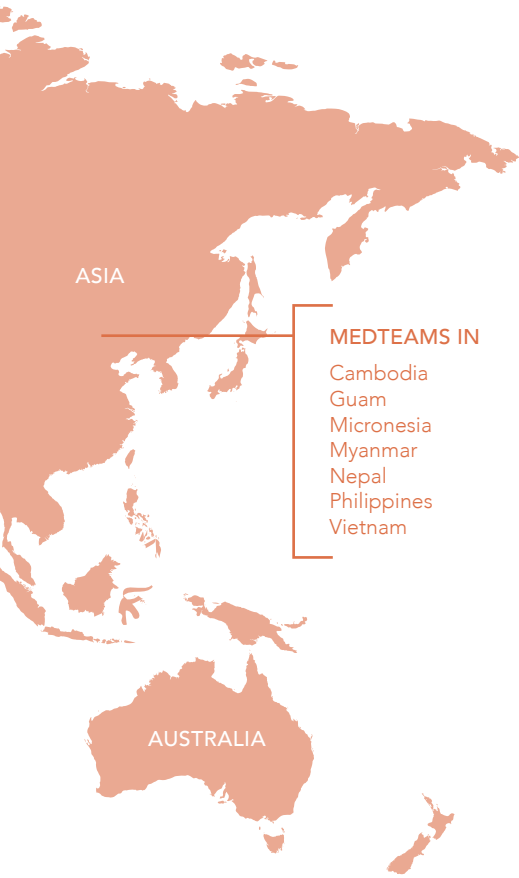 ASIA
MEDTEAMS IN
Cambodia
Guam
Micronesia
Myanmar
Nepal
Philippines
Vietnam
AUSTRALIA